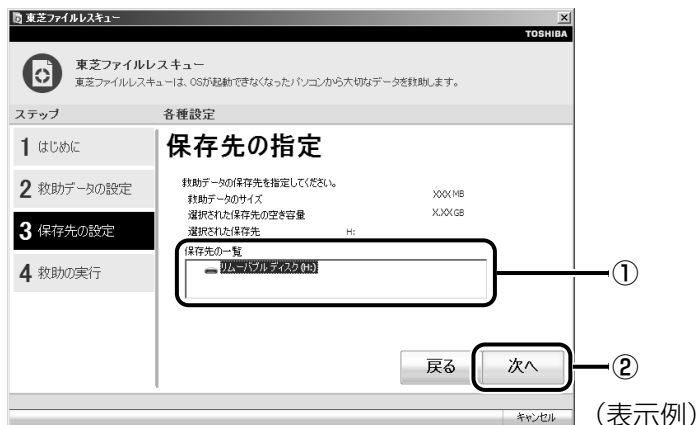 東芝ファイルレスキュー
TOSHIBA
東芝ファイルレスキュー
東芝ファイルレスキューは、OSが起動できなくなったパソコンから大切なデータを救助します。
ステップ 各種設定
1 はじめに
2 救助データの設定
3 保存先の設定
4 救助の実行
保存先の指定
救助データの保存先を指定してください。
救助データのサイズ XXXX MB
選択された保存先の空き容量 X.XX GB
選択された保存先 H:
保存先の一覧
リムーバブル ディスク (H:)
①
戻る 次へ
②
キャンセル
（表示例）